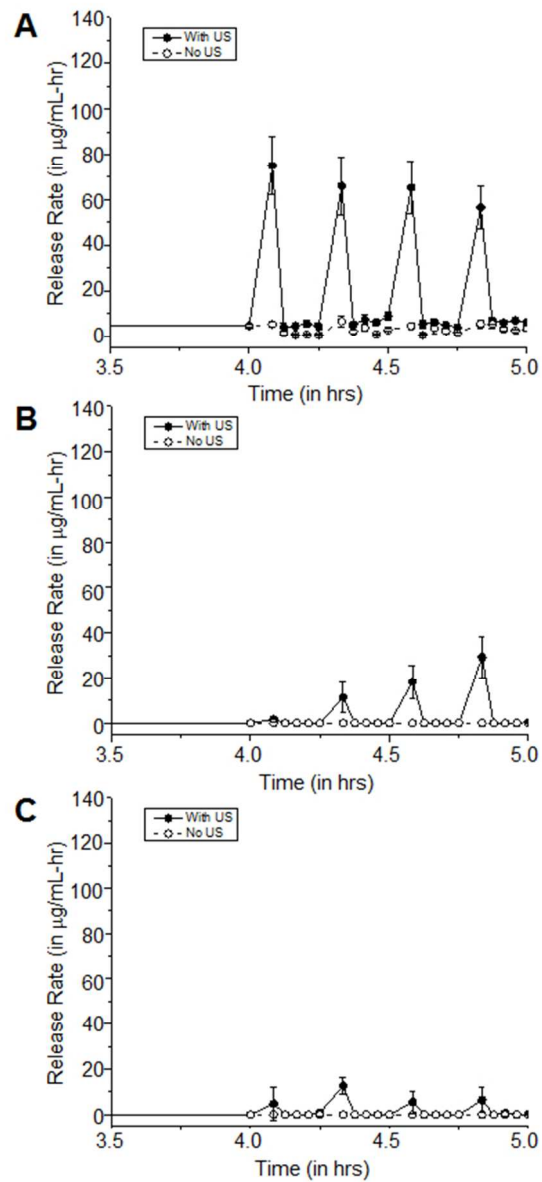 A
With US
No US
Release Rate (in μg/mL-hr)
140
120
100
80
60
40
20
0
3.5
4.0
4.5
5.0
Time (in hrs)
B
With US
No US
Release Rate (in μg/mL-hr)
140
120
100
80
60
40
20
0
3.5
4.0
4.5
5.0
Time (in hrs)
C
With US
No US
Release Rate (in μg/mL-hr)
140
120
100
80
60
40
20
0
3.5
4.0
4.5
5.0
Time (in hrs)